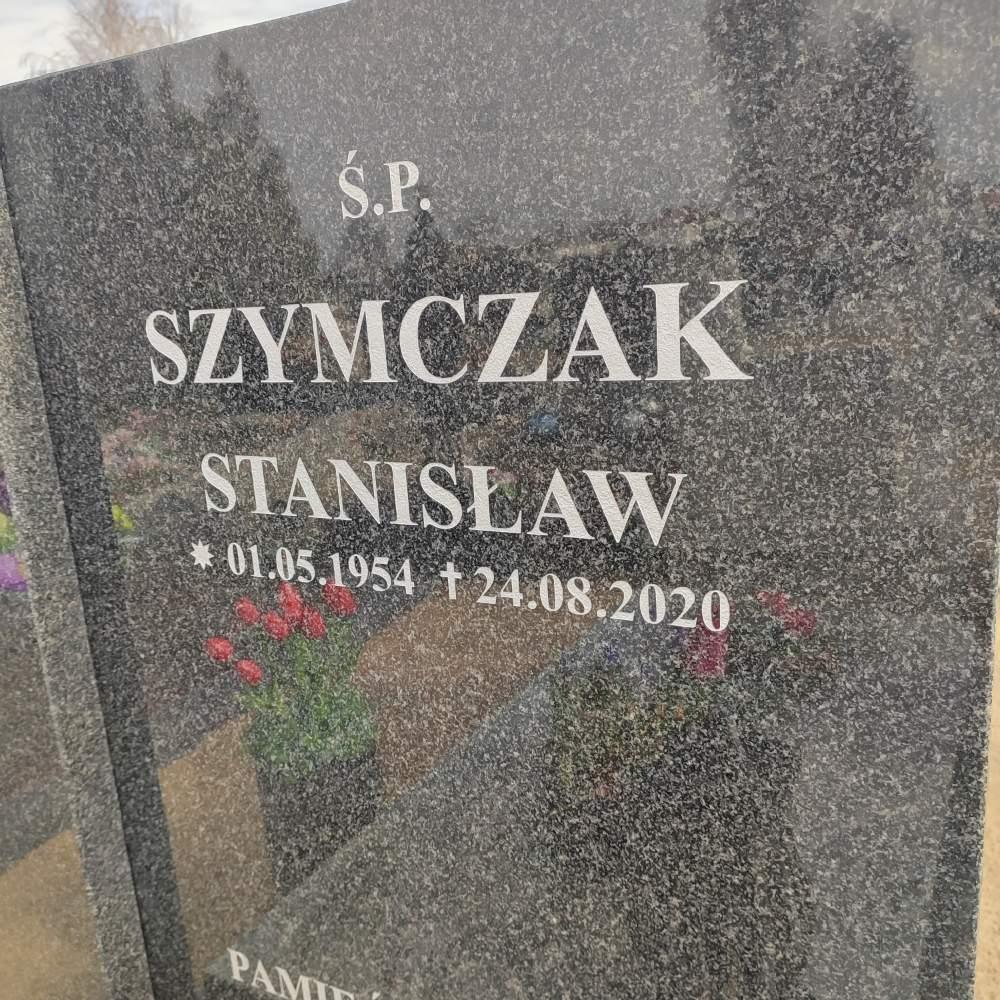 Ś.P.
SZYMCZAK
STANISŁAW
✷ 01.05.1954 ✝ 24.08.2020